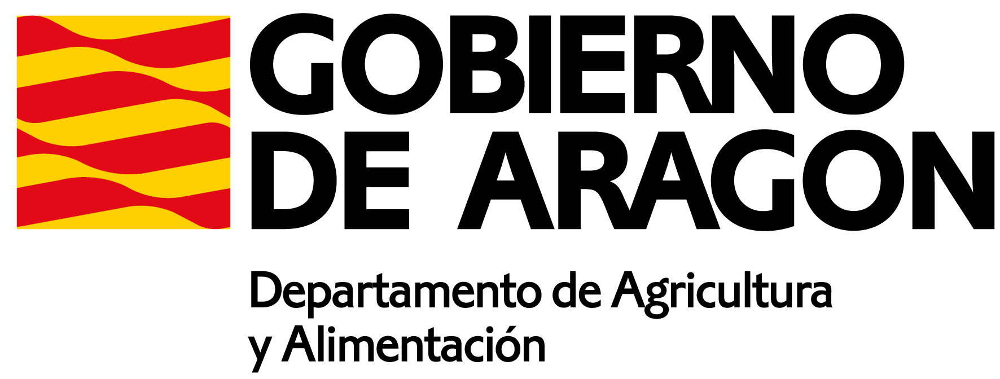 GOBIERNO
DE ARAGON
Departamento de Agricultura
y Alimentación